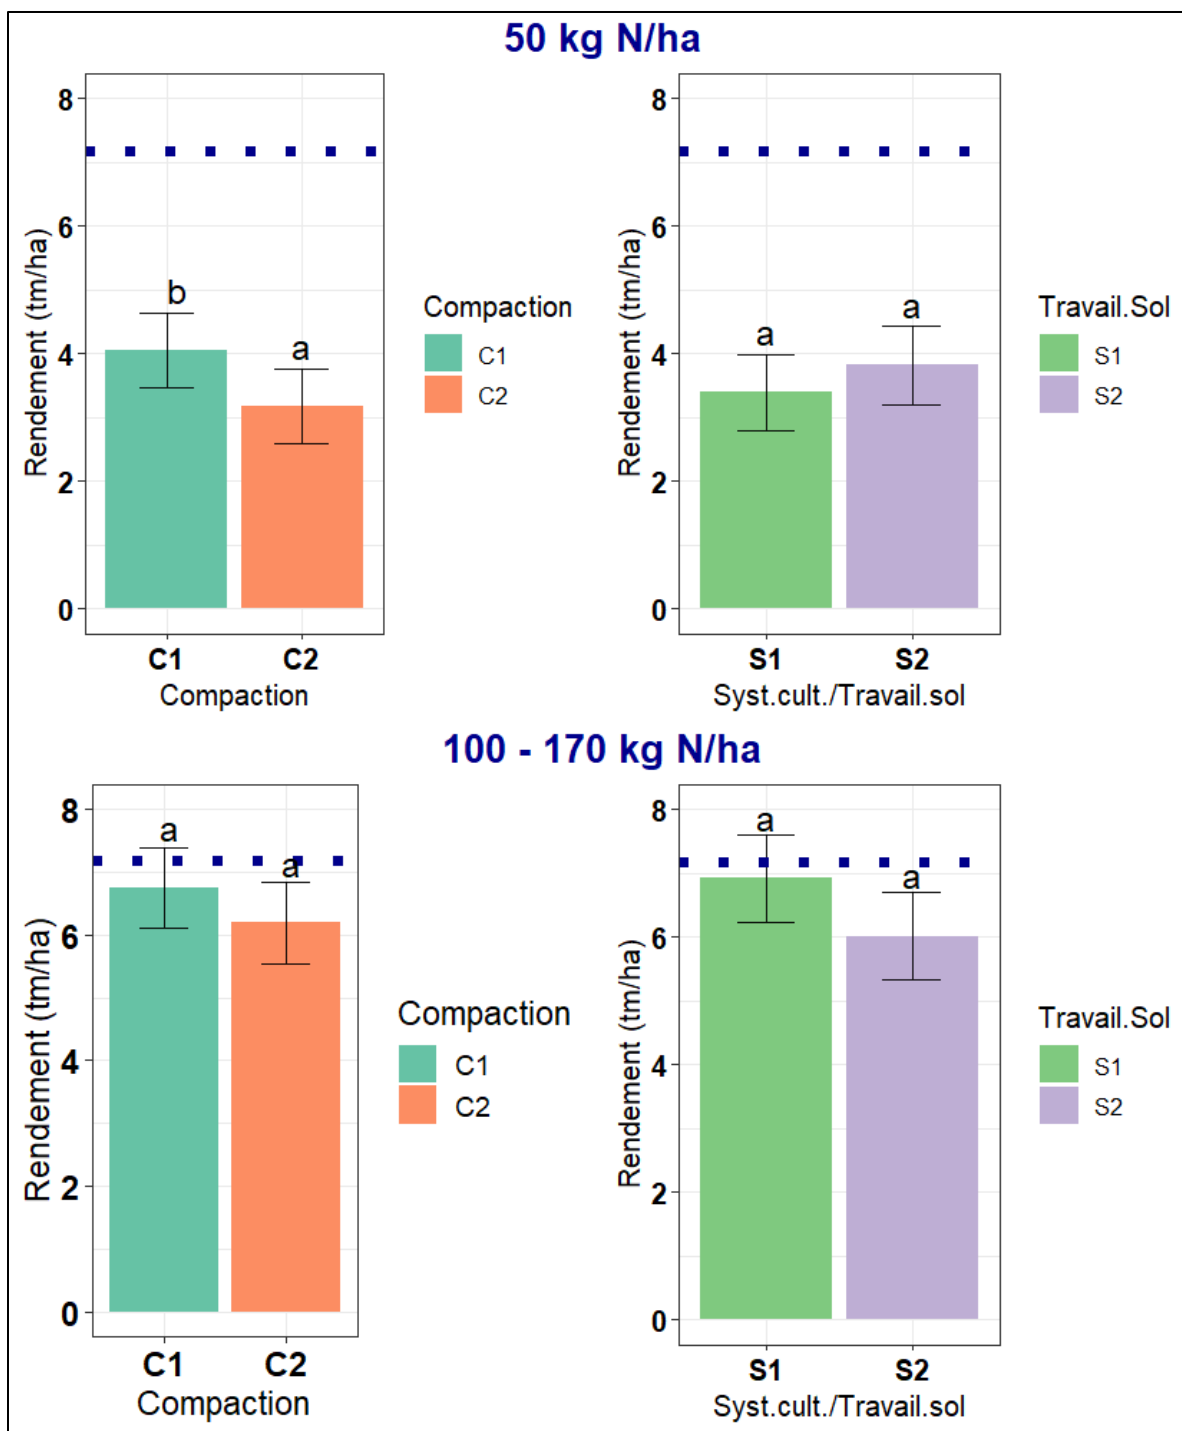 50 kg N/ha
8
6
4
2
0
Rendement (tm/ha)
b
a
C1
C2
Compaction
Compaction
C1
C2
8
6
4
2
0
Rendement (tm/ha)
a
a
S1
S2
Syst.cult./Travail.sol
Travail.Sol
S1
S2
100 - 170 kg N/ha
8
6
4
2
0
Rendement (tm/ha)
a
a
C1
C2
Compaction
Compaction
C1
C2
8
6
4
2
0
Rendement (tm/ha)
a
a
S1
S2
Syst.cult./Travail.sol
Travail.Sol
S1
S2